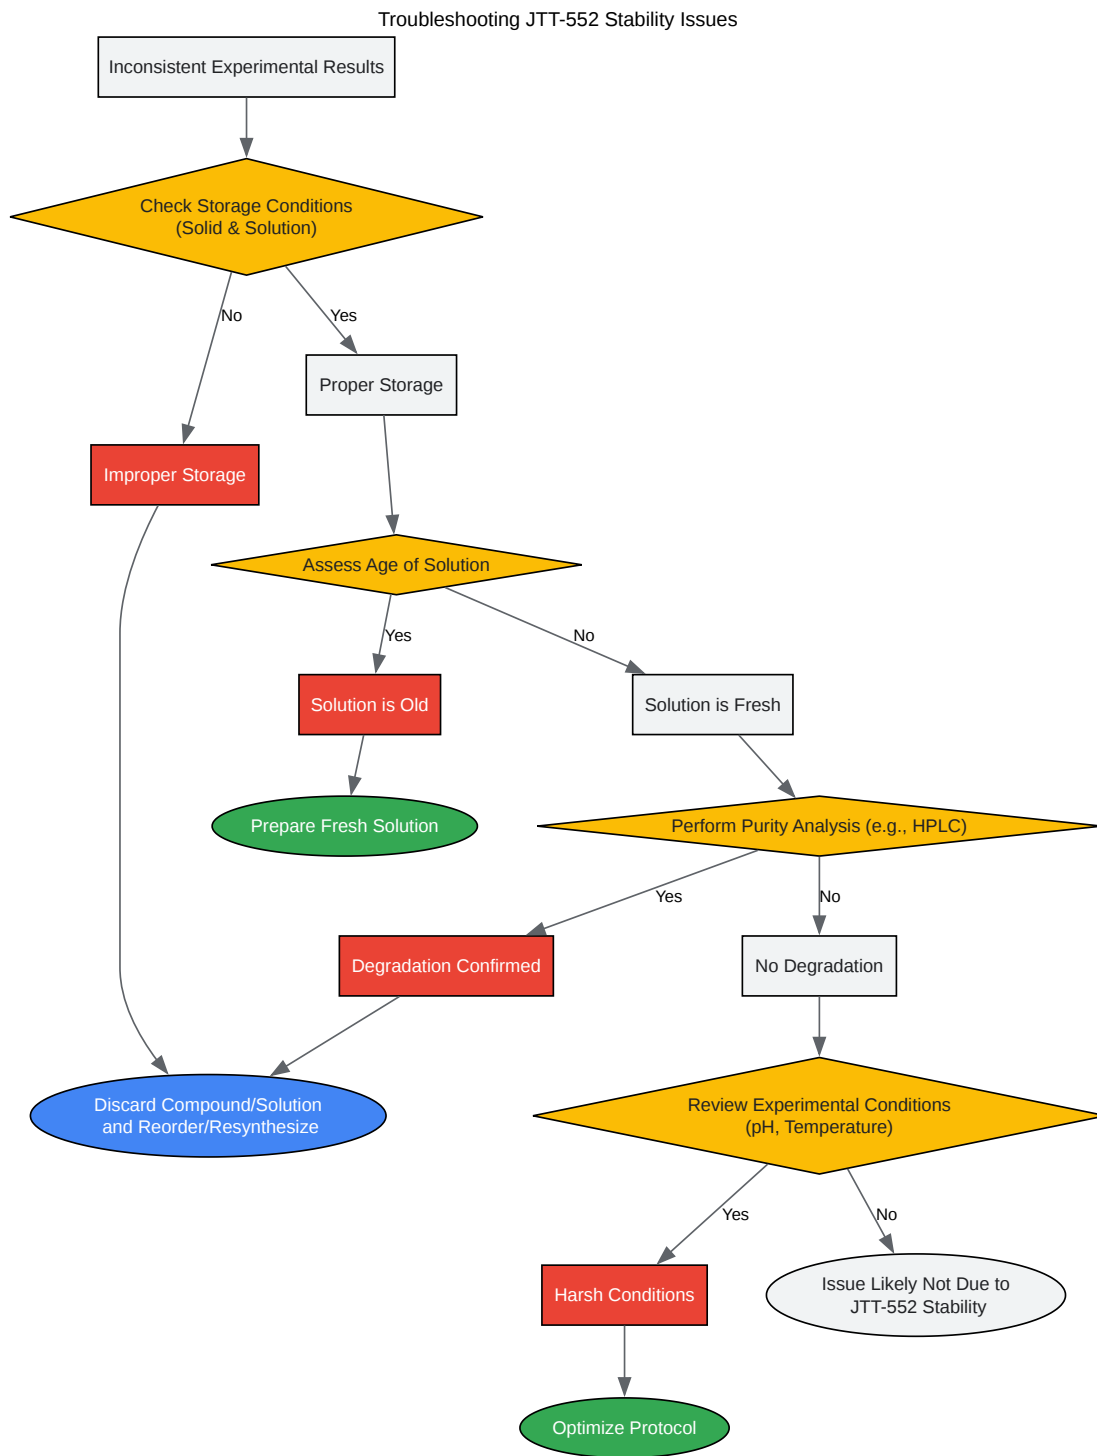 Troubleshooting JTT-552 Stability Issues
Inconsistent Experimental Results
Check Storage Conditions
(Solid & Solution)
No
Yes
Proper Storage
Improper Storage
Assess Age of Solution
Yes
No
Solution is Old
Solution is Fresh
Prepare Fresh Solution
Perform Purity Analysis (e.g., HPLC)
Yes
No
Degradation Confirmed
No Degradation
Discard Compound/Solution
and Reorder/Resynthesize
Review Experimental Conditions
(pH, Temperature)
Yes
No
Harsh Conditions
Issue Likely Not Due to
JTT-552 Stability
Optimize Protocol